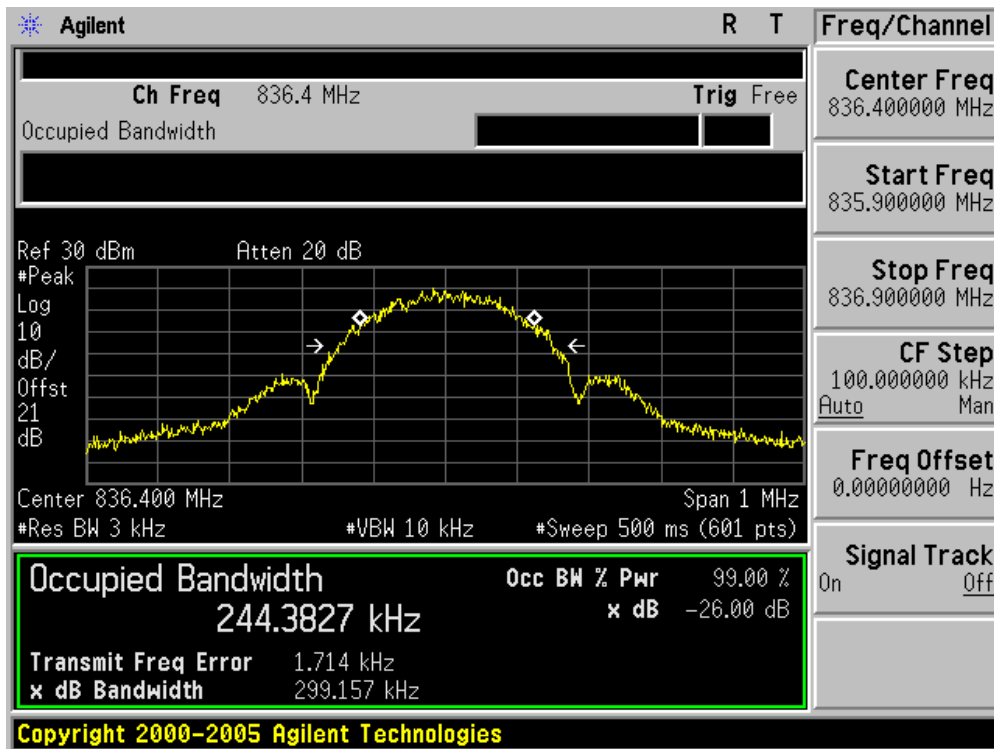 Agilent R T Freq/Channel
Ch Freq 836.4 MHz Trig Free
Occupied Bandwidth
Center Freq
836.400000 MHz
Start Freq
835.900000 MHz
Stop Freq
836.900000 MHz
CF Step
100.000000 kHz
Auto Man
Freq Offset
0.00000000 Hz
Signal Track
On Off
Ref 30 dBm Atten 20 dB
#Peak
Log
10
dB/
Offst
21
dB
Center 836.400 MHz Span 1 MHz
#Res BW 3 kHz #VBW 10 kHz #Sweep 500 ms (601 pts)
Occupied Bandwidth Occ BW % Pwr 99.00 %
244.3827 kHz x dB -26.00 dB
Transmit Freq Error 1.714 kHz
x dB Bandwidth 299.157 kHz
Copyright 2000-2005 Agilent Technologies